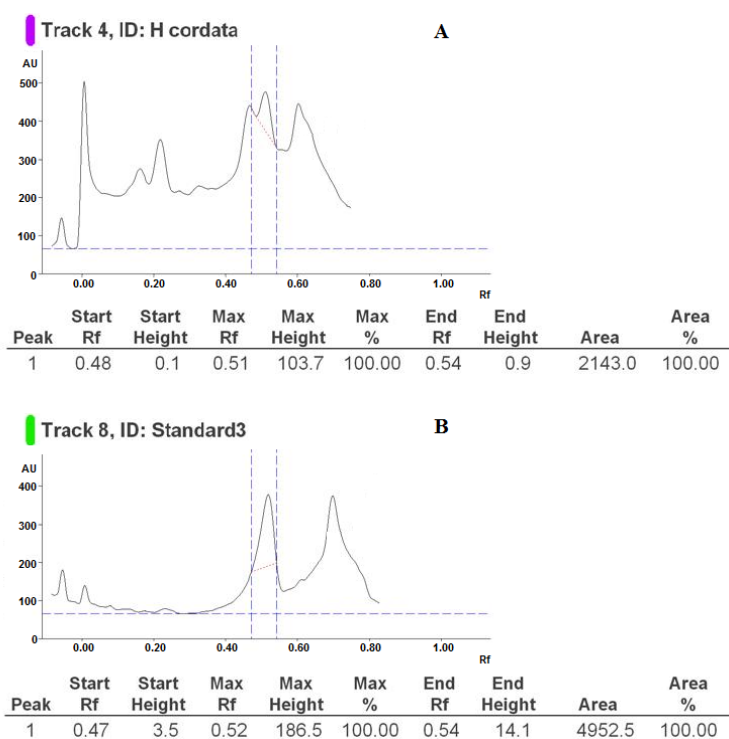 Track 4, ID: H cordata A
AU
500
400
300
200
100
0
0.00 0.20 0.40 0.60 0.80 1.00
Rf
Start Start Max Max Max End End Area
Peak Rf Height Rf Height % Rf Height Area %
1 0.48 0.1 0.51 103.7 100.00 0.54 0.9 2143.0 100.00
Track 8, ID: Standard3 B
AU
400
300
200
100
0
0.00 0.20 0.40 0.60 0.80 1.00
Rf
Start Start Max Max Max End End Area
Peak Rf Height Rf Height % Rf Height Area %
1 0.47 3.5 0.52 186.5 100.00 0.54 14.1 4952.5 100.00